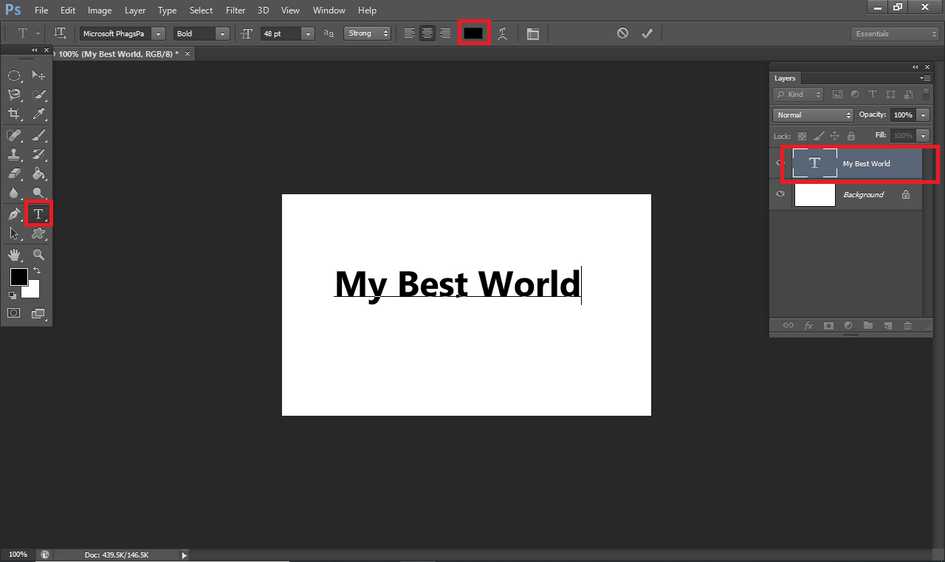 Ps File Edit Image Layer Type Select Filter 3D View Window Help
T Microsoft PhagsPa Bold 48 pt Strong Essentials
100% (My Best World, RGB/8) * ×
Layers
Kind
Normal Opacity: 100%
Lock: Fill: 100%
T My Best World
Background
My Best World
fx
100% Doc: 439.5K/146.5K